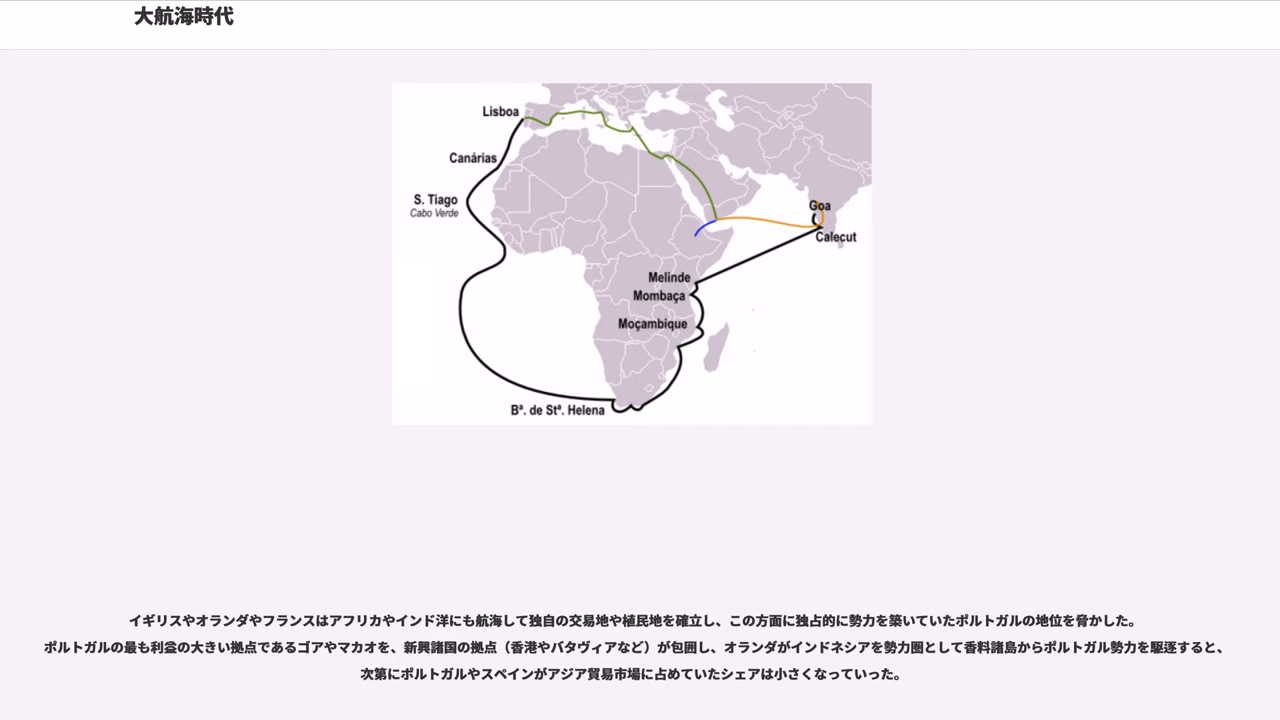 大航海時代
Lisboa
Canárias
S. Tiago
Cabo Verde
Goa
Calecut
Melinde
Mombaça
Moçambique
Bª. de Stª. Helena
イギリスやオランダやフランスはアフリカやインド洋にも航海して独自の交易地や植民地を確立し、この方面に独占的に勢力を築いていたポルトガルの地位を脅かした。
ポルトガルの最も利益の大きい拠点であるゴアやマカオを、新興諸国の拠点（香港やバタヴィアなど）が包囲し、オランダがインドネシアを勢力圏として香料諸島からポルトガル勢力を駆逐すると、
次第にポルトガルやスペインがアジア貿易市場に占めていたシェアは小さくなっていった。